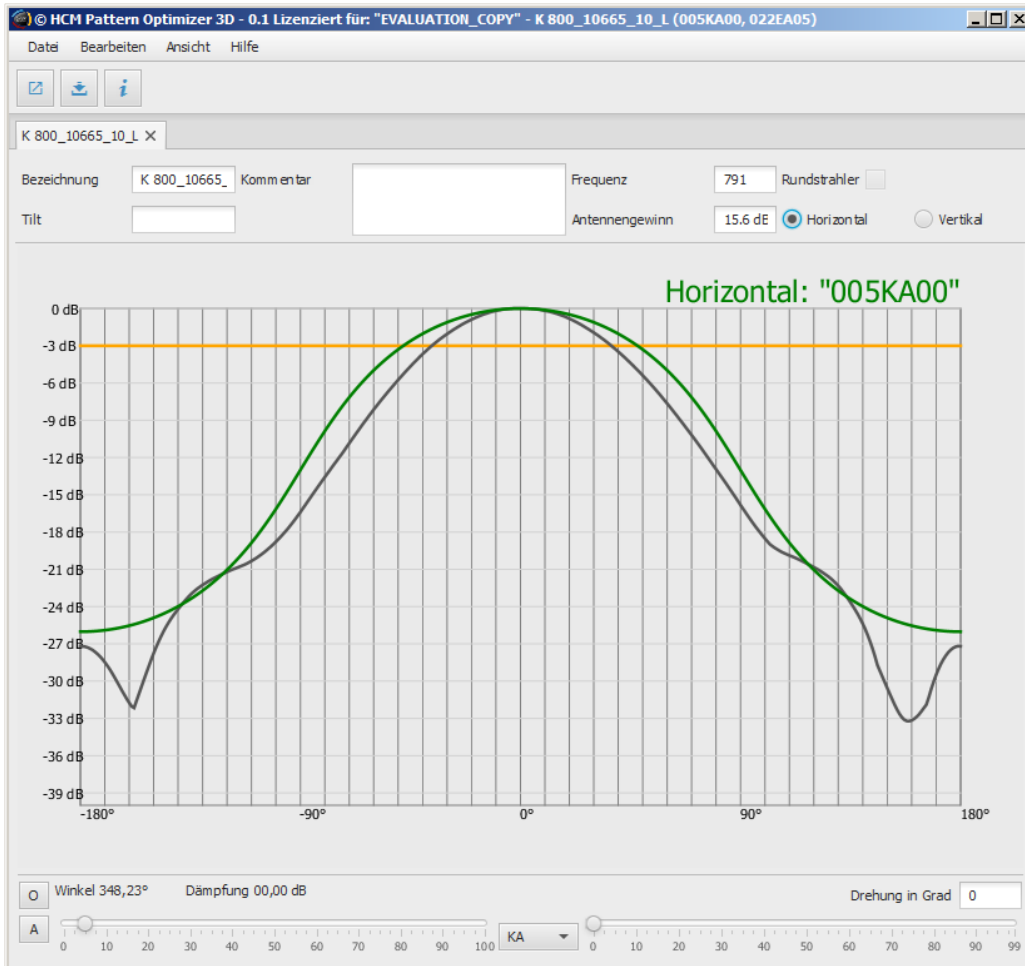 © HCM Pattern Optimizer 3D - 0.1 Lizenziert für: "EVALUATION_COPY" - K 800_10665_10_L (005KA00, 022EA05)
Datei Bearbeiten Ansicht Hilfe
K 800_10665_10_L
Bezeichnung K 800_10665_ Kommentar Frequenz 791 Rundstrahler
Tilt Antennengewinn 15.6 dB Horizontal Vertikal
Horizontal: "005KA00"
0 dB
-3 dB
-6 dB
-9 dB
-12 dB
-15 dB
-18 dB
-21 dB
-24 dB
-27 dB
-30 dB
-33 dB
-36 dB
-39 dB
-180° -90° 0° 90° 180°
O Winkel 348,23° Dämpfung 00,00 dB Drehung in Grad 0
A 0 10 20 30 40 50 60 70 80 90 100 KA 0 10 20 30 40 50 60 70 80 90 99